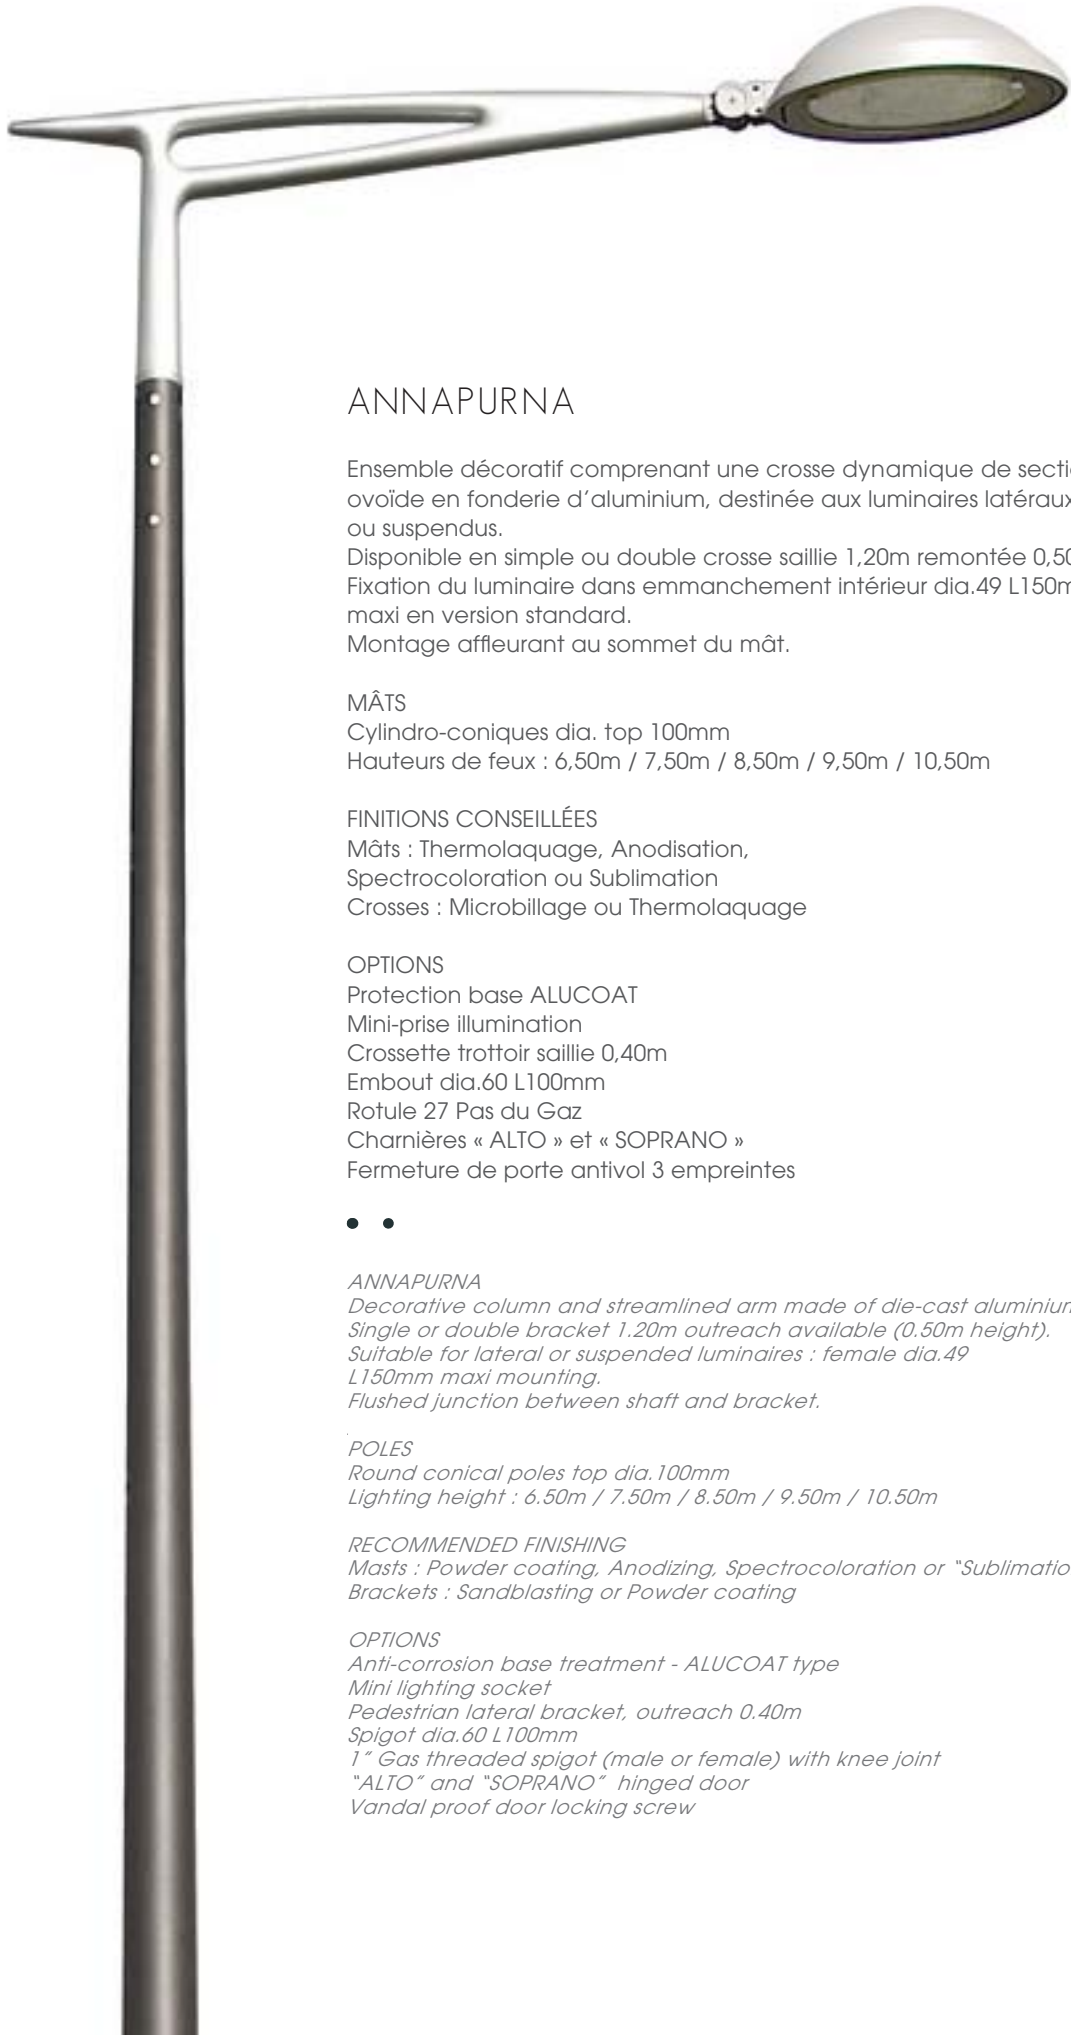 ANNAPURNA
Ensemble décoratif comprenant une crosse dynamique de
ovoïde en fonderie d'aluminium, destinée aux luminaires latéraux
ou suspendus.
Disponible en simple ou double crosse saillie 1,20m remontée
Fixation du luminaire dans emmanchement intérieur dia.49
maxi en version standard.
Montage affleurant au sommet du mât.
MÂTS
Cylindro-coniques dia. top 100mm
Hauteurs de feux : 6,50m / 7,50m / 8,50m / 9,50m / 10,50m
FINITIONS CONSEILLÉES
Mâts : Thermolaquage, Anodisation,
Spectrocoloration ou Sublimation
Crosses : Microbillage ou Thermolaquage
OPTIONS
Protection base ALUCOAT
Mini-prise illumination
Crossette trottoir saillie 0,40m
Embout dia.60 L100mm
Rotule 27 Pas du Gaz
Charnières « ALTO » et « SOPRANO »
Fermeture de porte antivol 3 empreintes
• •
ANNAPURNA
Decorative column and streamlined arm made of die-cast
Single or double bracket 1.20m outreach available (0.50m height).
Suitable for lateral or suspended luminaires : female dia.49
L150mm maxi mounting.
Flushed junction between shaft and bracket.
POLES
Round conical poles top dia.100mm
Lighting height : 6.50m / 7.50m / 8.50m / 9.50m / 10.50m
RECOMMENDED FINISHING
Masts : Powder coating, Anodizing, Spectrocoloration or
Brackets : Sandblasting or Powder coating
OPTIONS
Anti-corrosion base treatment - ALUCOAT type
Mini lighting socket
Pedestrian lateral bracket, outreach 0.40m
Spigot dia.60 L100mm
1" Gas threaded spigot (male or female) with knee joint
"ALTO" and "SOPRANO" hinged door
Vandal proof door locking screw